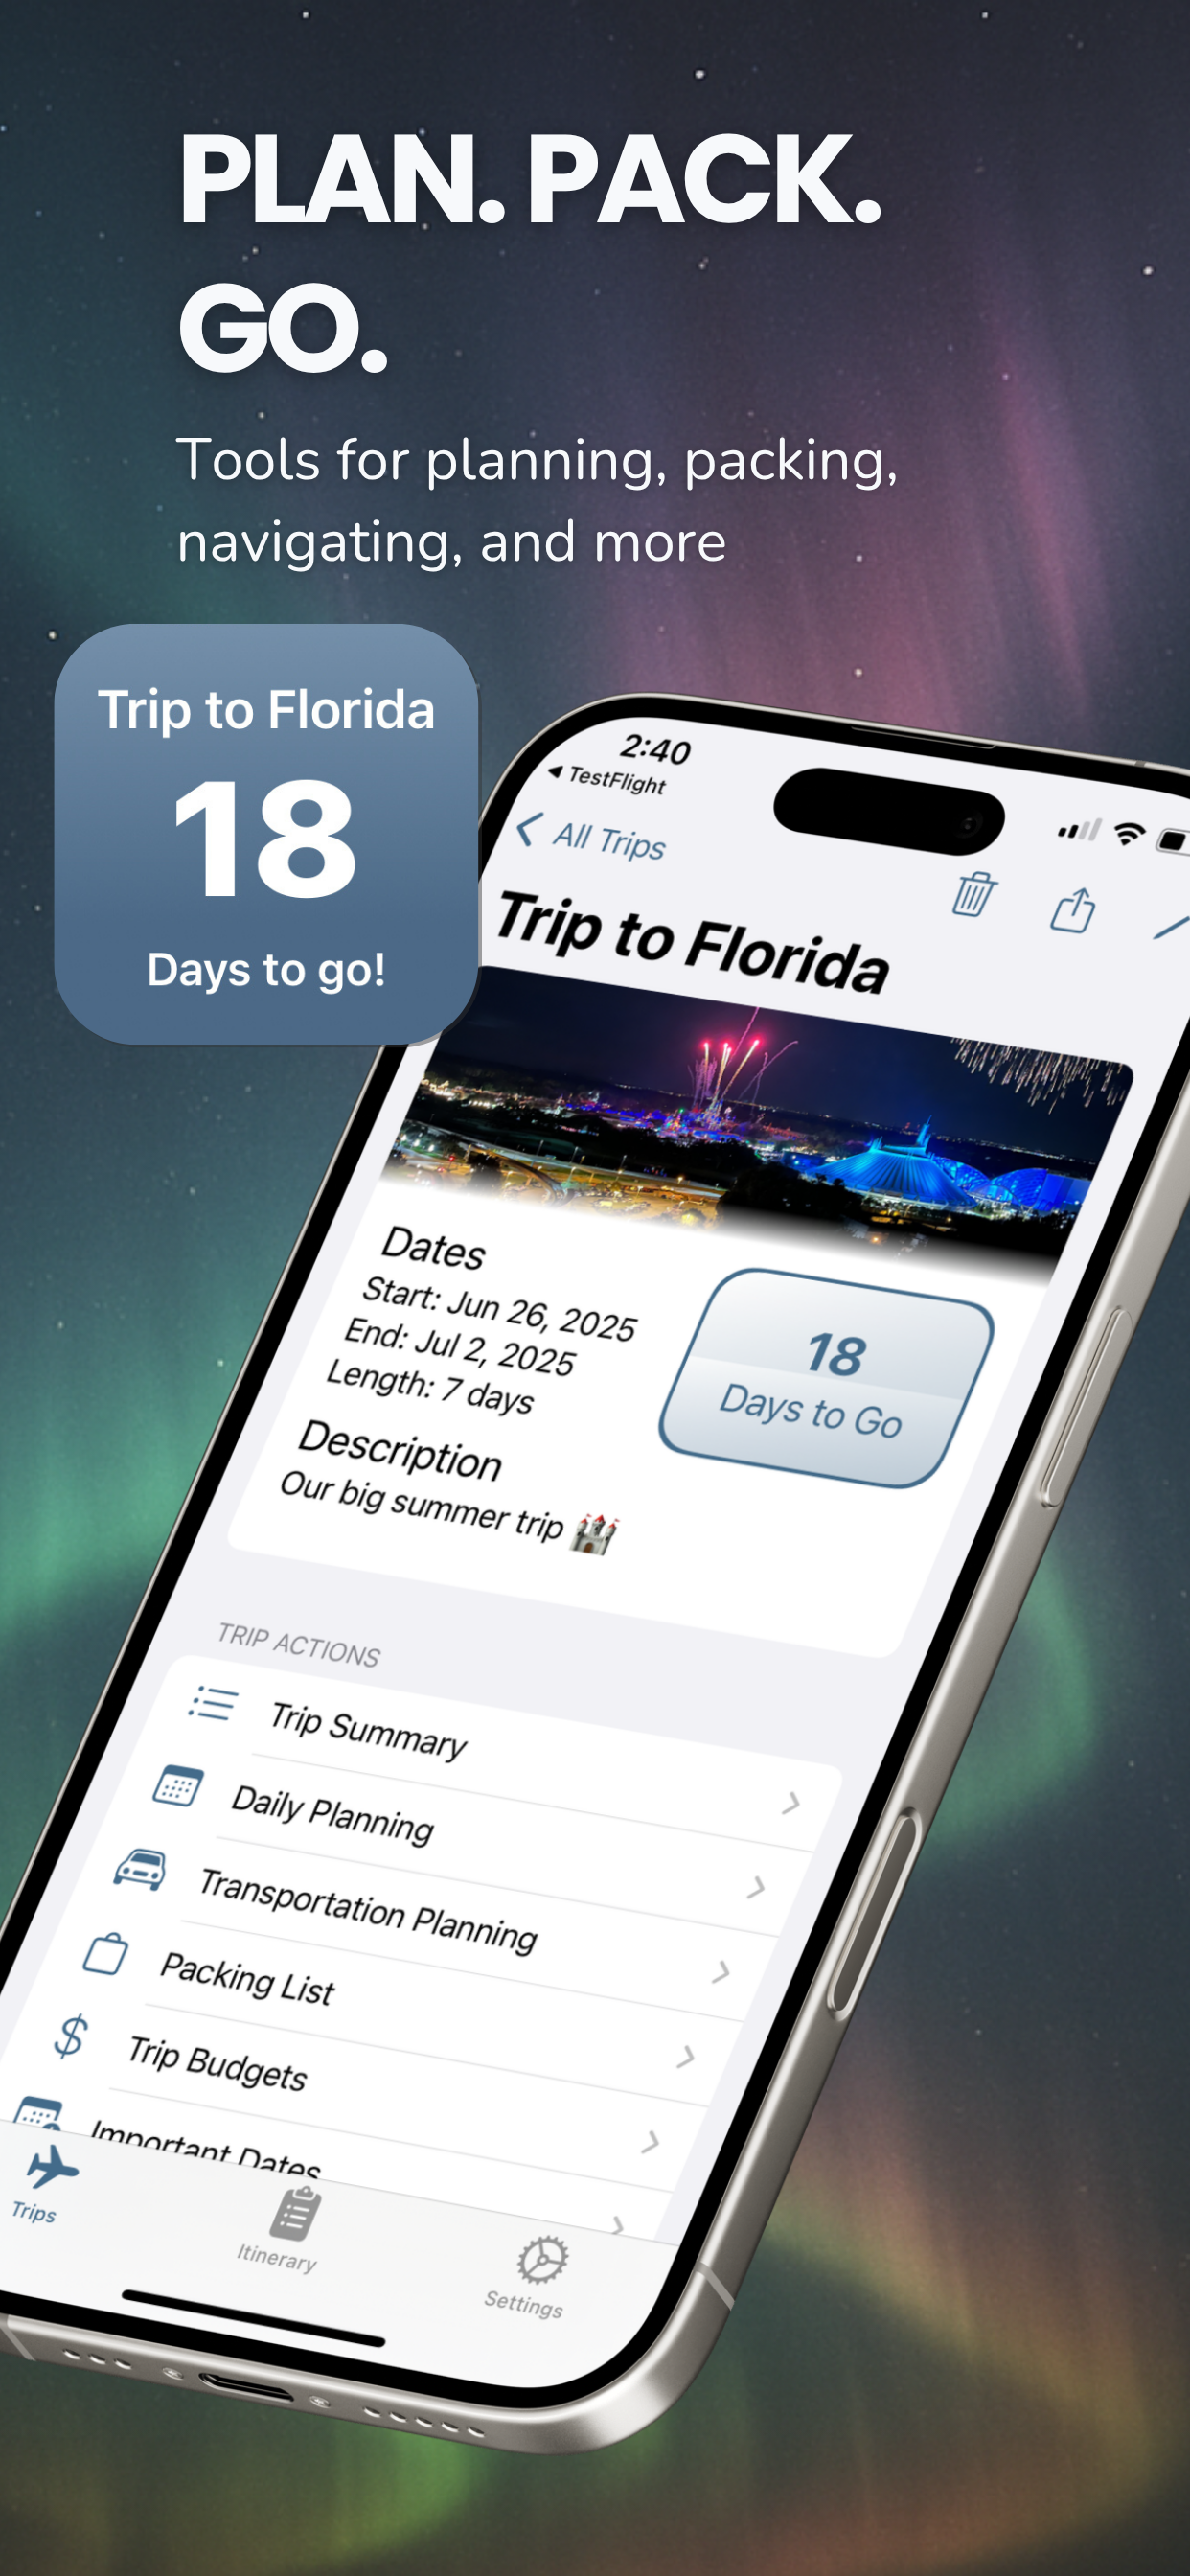 PLAN. PACK.
GO.
Tools for planning, packing,
navigating, and more
Trip to Florida
18
Days to go!
2:40
TestFlight
All Trips
Trip to Florida
Dates
Start: Jun 26, 2025
End: Jul 2, 2025
Length: 7 days
18
Days to Go
Description
Our big summer trip 🏰
TRIP ACTIONS
Trip Summary
Daily Planning
Transportation Planning
Packing List
Trip Budgets
Important Dates
Trips
Itinerary
Settings